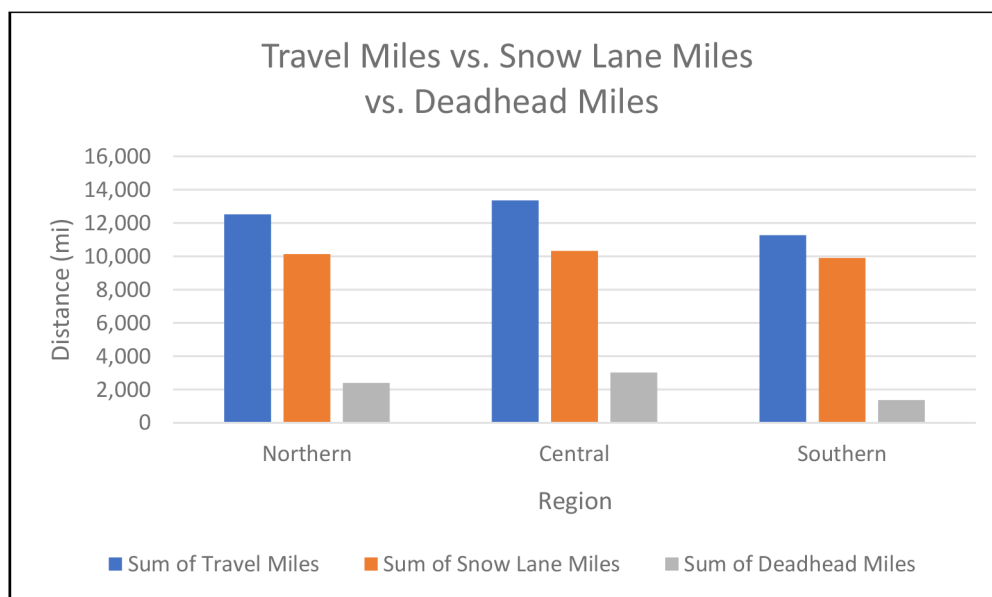 Travel Miles vs. Snow Lane Miles
vs. Deadhead Miles
16,000
14,000
12,000
10,000
8,000
6,000
4,000
2,000
0
Distance (mi)
Northern Central Southern
Region
Sum of Travel Miles Sum of Snow Lane Miles Sum of Deadhead Miles